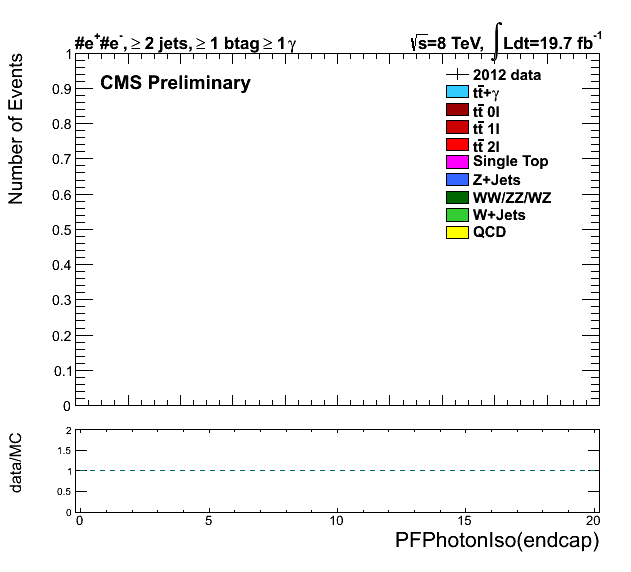 #e⁺#e⁻, ≥ 2 jets, ≥ 1 btag ≥ 1 γ
√s=8 TeV, ∫ Ldt=19.7 fb⁻¹
CMS Preliminary
2012 data
tt̄+γ
tt̄ 0l
tt̄ 1l
tt̄ 2l
Single Top
Z+Jets
WW/ZZ/WZ
W+Jets
QCD
Number of Events
1
0.9
0.8
0.7
0.6
0.5
0.4
0.3
0.2
0.1
0
data/MC
2
1.5
1
0.5
0
0 5 10 15 20
PFPhotonIso(endcap)